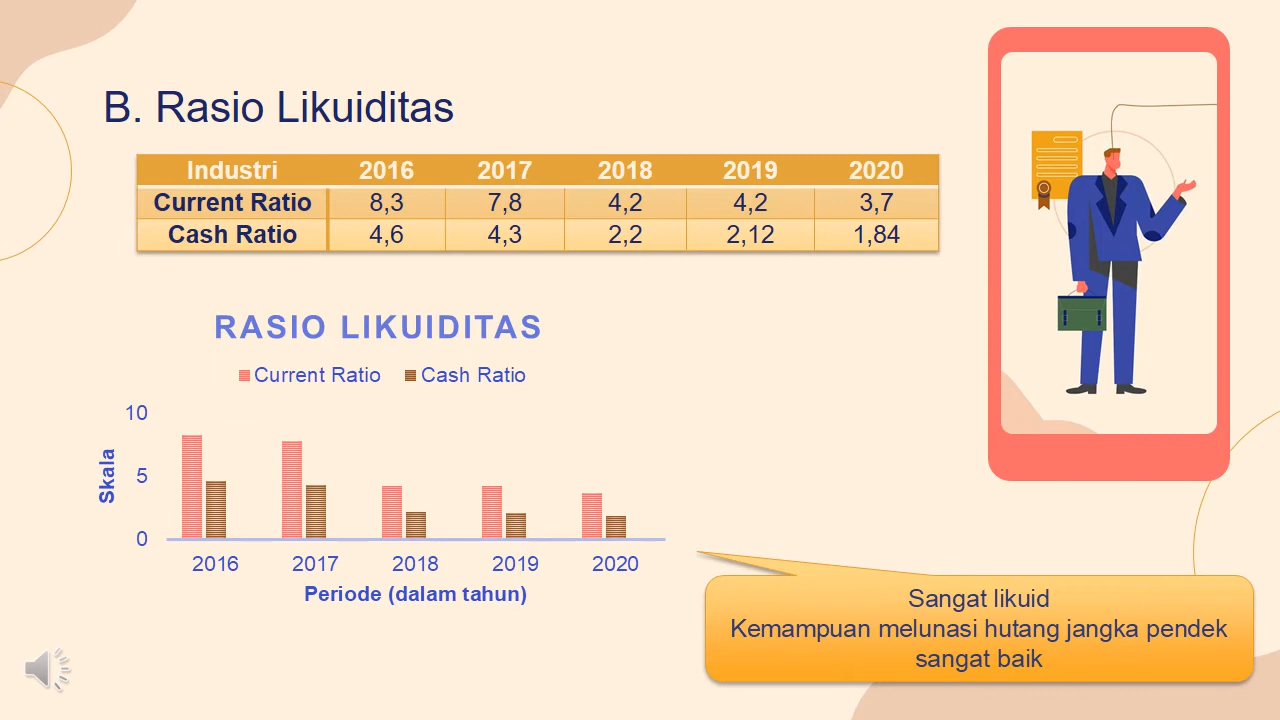 B. Rasio Likuiditas
Industri 2016 2017 2018 2019 2020
Current Ratio 8,3 7,8 4,2 4,2 3,7
Cash Ratio 4,6 4,3 2,2 2,12 1,84
RASIO LIKUIDITAS
Current Ratio Cash Ratio
10
5
0
Skala
2016 2017 2018 2019 2020
Periode (dalam tahun)
Sangat likuid
Kemampuan melunasi hutang jangka pendek
sangat baik